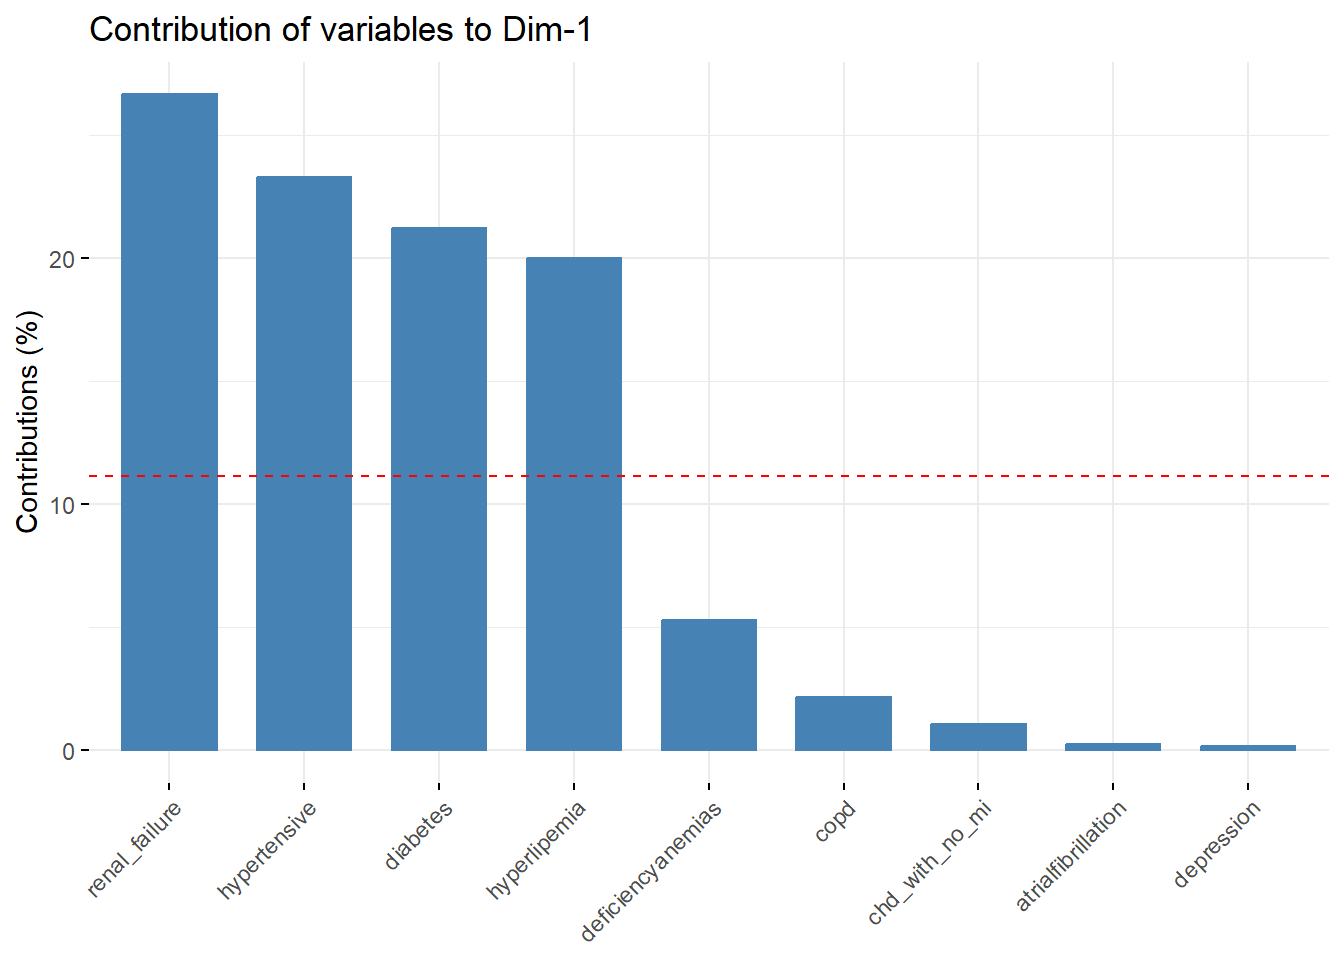 Contribution of variables to Dim-1
Contributions (%)
20
10
0
renal_failure
hypertensive
diabetes
hyperlipemia
deficiencyanemias
copd
chd_with_no_mi
atrialfibrillation
depression